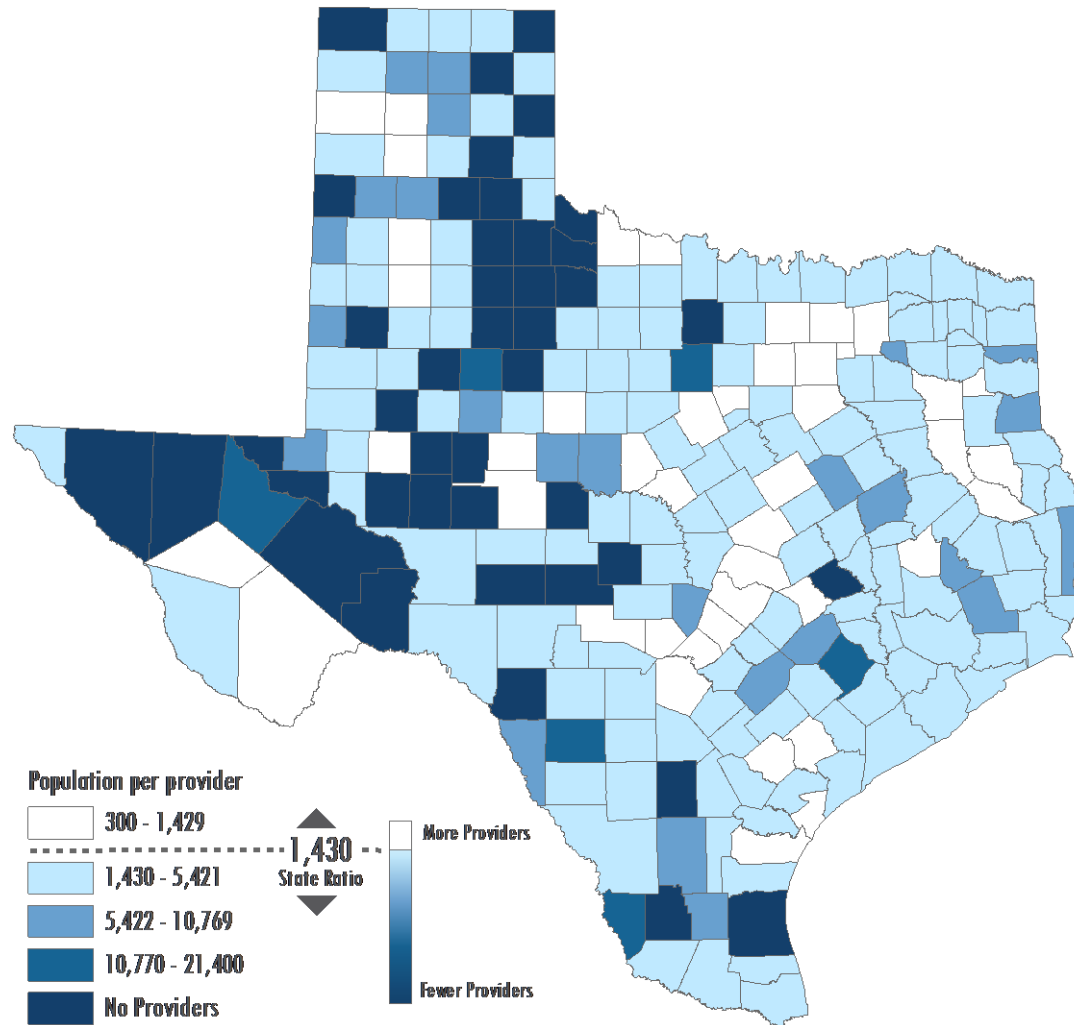 Population per provider
300 - 1,429
1,430 - 5,421
5,422 - 10,769
10,770 - 21,400
No Providers
1,430
State Ratio
More Providers
Fewer Providers